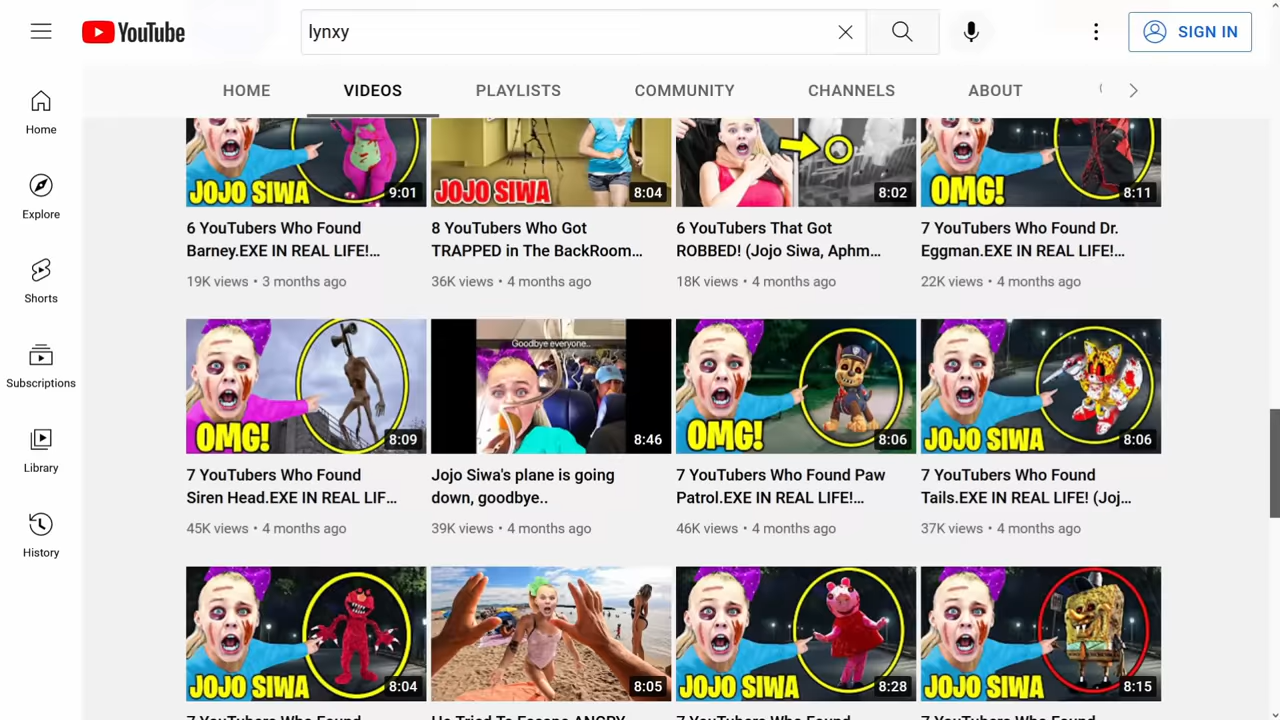 YouTube
lynxy
SIGN IN
HOME
VIDEOS
PLAYLISTS
COMMUNITY
CHANNELS
ABOUT
Home
Explore
Shorts
Subscriptions
Library
History
JOJO SIWA
9:01
JOJO SIWA
8:04
8:02
OMG!
8:11
6 YouTubers Who Found
Barney.EXE IN REAL LIFE!...
19K views • 3 months ago
8 YouTubers Who Got
TRAPPED in The BackRoom...
36K views • 4 months ago
6 YouTubers That Got
ROBBED! (Jojo Siwa, Aphm...
18K views • 4 months ago
7 YouTubers Who Found Dr.
Eggman.EXE IN REAL LIFE!...
22K views • 4 months ago
OMG!
8:09
Goodbye everyone..
8:46
OMG!
8:06
JOJO SIWA
8:06
7 YouTubers Who Found
Siren Head.EXE IN REAL LIF...
45K views • 4 months ago
Jojo Siwa's plane is going
down, goodbye..
39K views • 4 months ago
7 YouTubers Who Found Paw
Patrol.EXE IN REAL LIFE!...
46K views • 4 months ago
7 YouTubers Who Found
Tails.EXE IN REAL LIFE! (Joj...
37K views • 4 months ago
JOJO SIWA
8:04
8:05
JOJO SIWA
8:28
JOJO SIWA
8:15